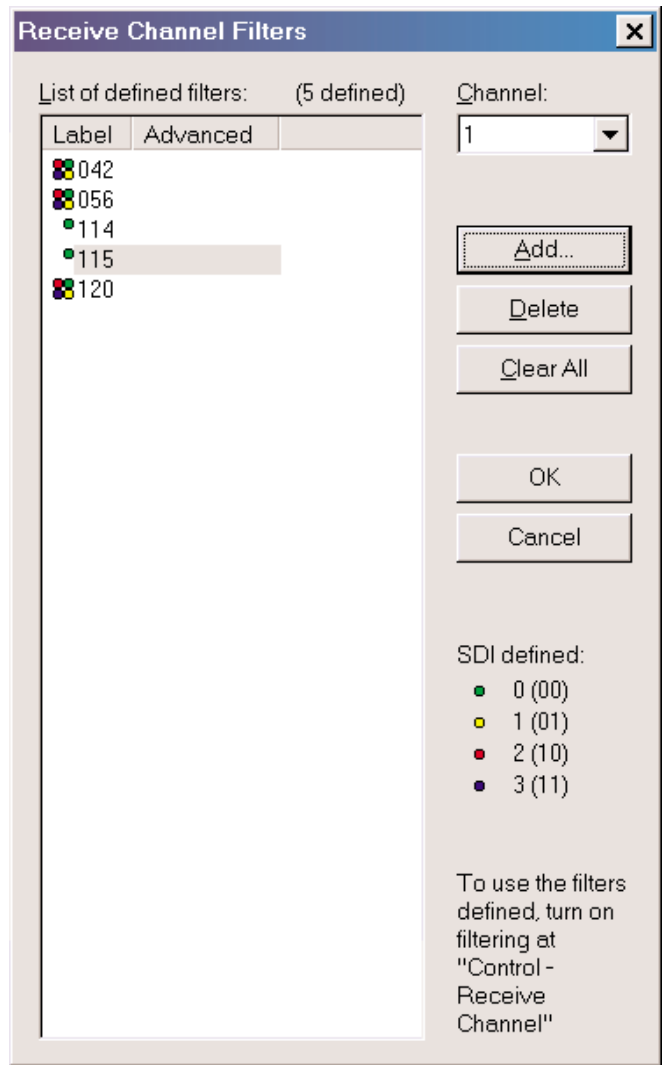 Receive Channel Filters
List of defined filters: (5 defined)
Label Advanced
042
056
114
115
120
Channel:
1
Add...
Delete
Clear All
OK
Cancel
SDI defined:
0 (00)
1 (01)
2 (10)
3 (11)
To use the filters
defined, turn on
filtering at
"Control -
Receive
Channel"